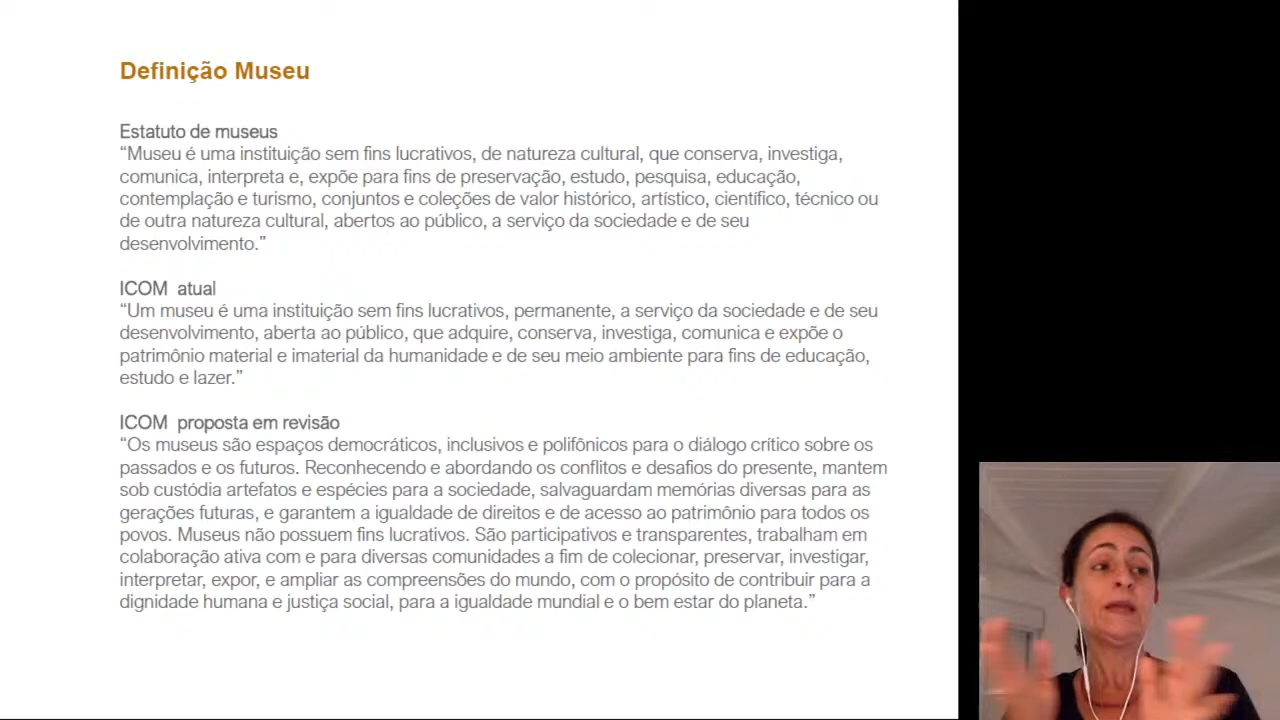 Definição Museu
Estatuto de museus
“Museu é uma instituição sem fins lucrativos, de natureza cultural, que conserva, investiga,
comunica, interpreta e, expõe para fins de preservação, estudo, pesquisa, educação,
contemplação e turismo, conjuntos e coleções de valor histórico, artístico, científico, técnico ou
de outra natureza cultural, abertos ao público, a serviço da sociedade e de seu
desenvolvimento.”
ICOM atual
“Um museu é uma instituição sem fins lucrativos, permanente, a serviço da sociedade e de seu
desenvolvimento, aberta ao público, que adquire, conserva, investiga, comunica e expõe o
patrimônio material e imaterial da humanidade e de seu meio ambiente para fins de educação,
estudo e lazer.”
ICOM proposta em revisão
“Os museus são espaços democráticos, inclusivos e polifônicos para o diálogo crítico sobre os
passados e os futuros. Reconhecendo e abordando os conflitos e desafios do presente, mantem
sob custódia artefatos e espécies para a sociedade, salvaguardam memórias diversas para as
gerações futuras, e garantem a igualdade de direitos e de acesso ao patrimônio para todos os
povos. Museus não possuem fins lucrativos. São participativos e transparentes, trabalham em
colaboração ativa com e para diversas comunidades a fim de colecionar, preservar, investigar,
interpretar, expor, e ampliar as compreensões do mundo, com o propósito de contribuir para a
dignidade humana e justiça social, para a igualdade mundial e o bem estar do planeta.”